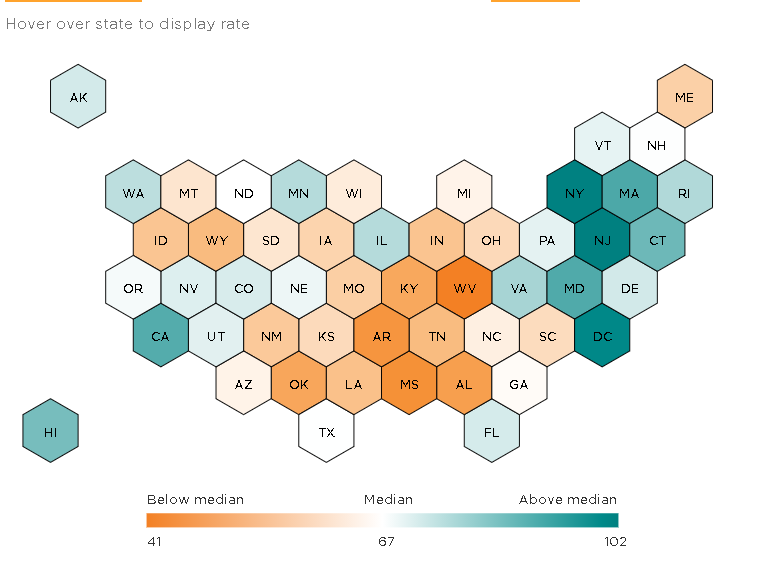 Hover over state to display rate
AK
ME
VT NH
WA MT ND MN WI MI NY MA RI
ID WY SD IA IL IN OH PA NJ CT
OR NV CO NE MO KY WV VA MD DE
CA UT NM KS AR TN NC SC DC
AZ OK LA MS AL GA
HI TX FL
Below median Median Above median
41 67 102